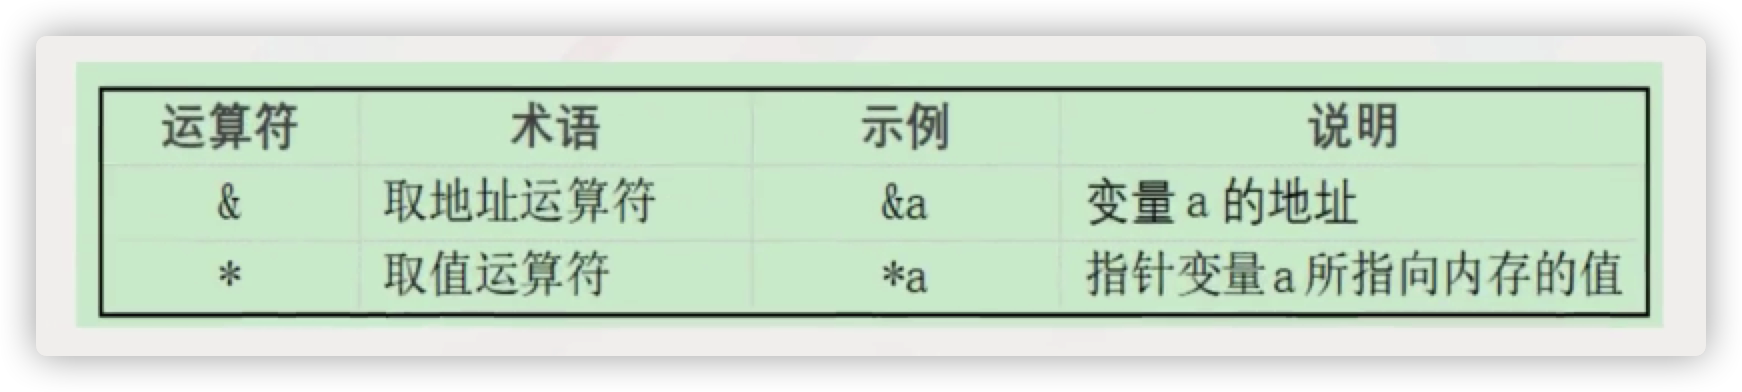 运算符 术语 示例 说明
& 取地址运算符 &a 变量a的地址
* 取值运算符 *a 指针变量a所指向内存的值